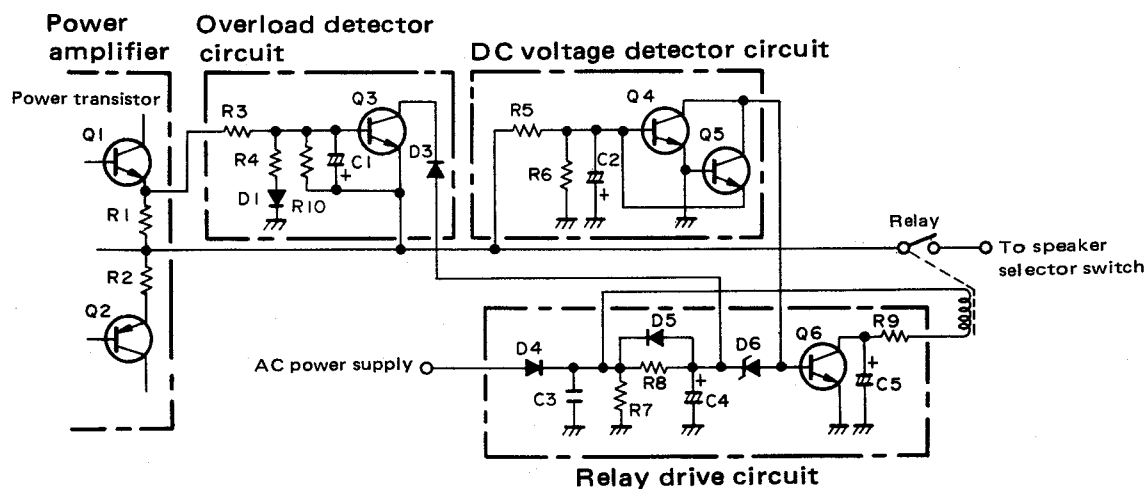 Power
amplifier
Overload detector
circuit
DC voltage detector circuit
Power transistor
Q1
R1
R2
Q2
R3
Q3
R4
C1
+
D1
R10
D3
R5
Q4
Q5
R6
C2
+
Relay
To speaker
selector switch
AC power supply
D4
D5
D6
Q6
R9
C3
R7
R8
+
C4
+
C5
Relay drive circuit